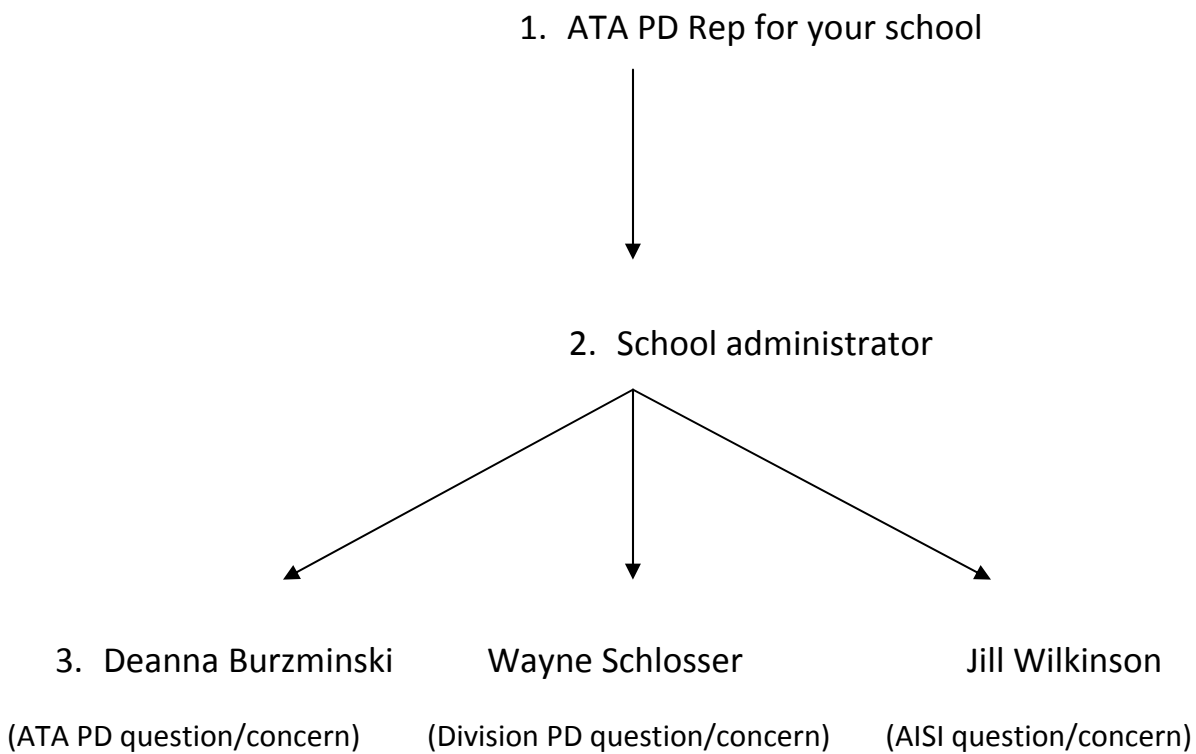 1. ATA PD Rep for your school
2. School administrator
3. Deanna Burzminski Wayne Schlosser Jill Wilkinson
(ATA PD question/concern) (Division PD question/concern) (AISI question/concern)